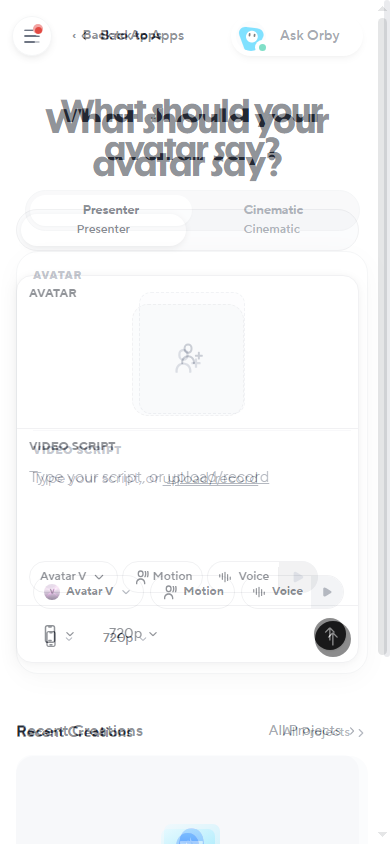 ‹ Back to Apps
Ask Orby
What should your
avatar say?
Presenter
Cinematic
AVATAR
VIDEO SCRIPT
Type your script, or upload/record
Avatar V
Motion
Voice
720p
Recent Creations
All Projects